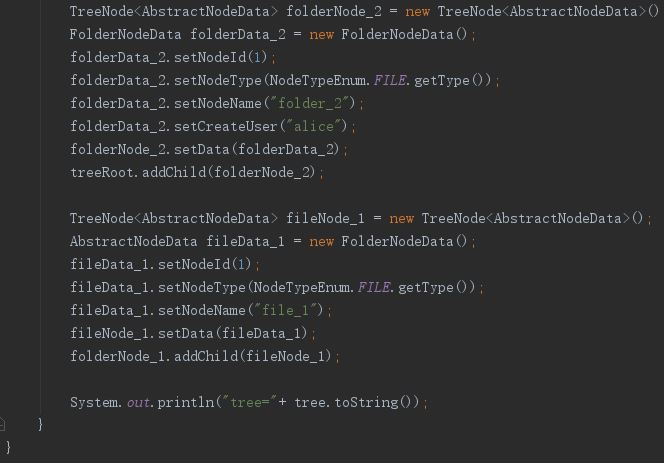 TreeNode<AbstractNodeData> folderNode_2 = new TreeNode<AbstractNodeData>()
FolderNodeData folderData_2 = new FolderNodeData();
folderData_2.setNodeId(1);
folderData_2.setNodeType(NodeTypeEnum.FILE.getType());
folderData_2.setNodeName("folder_2");
folderData_2.setCreateUser("alice");
folderNode_2.setData(folderData_2);
treeRoot.addChild(folderNode_2);
TreeNode<AbstractNodeData> fileNode_1 = new TreeNode<AbstractNodeData>();
AbstractNodeData fileData_1 = new FolderNodeData();
fileData_1.setNodeId(1);
fileData_1.setNodeType(NodeTypeEnum.FILE.getType());
fileData_1.setNodeName("file_1");
fileNode_1.setData(fileData_1);
folderNode_1.addChild(fileNode_1);
System.out.println("tree="+ tree.toString());
}
}